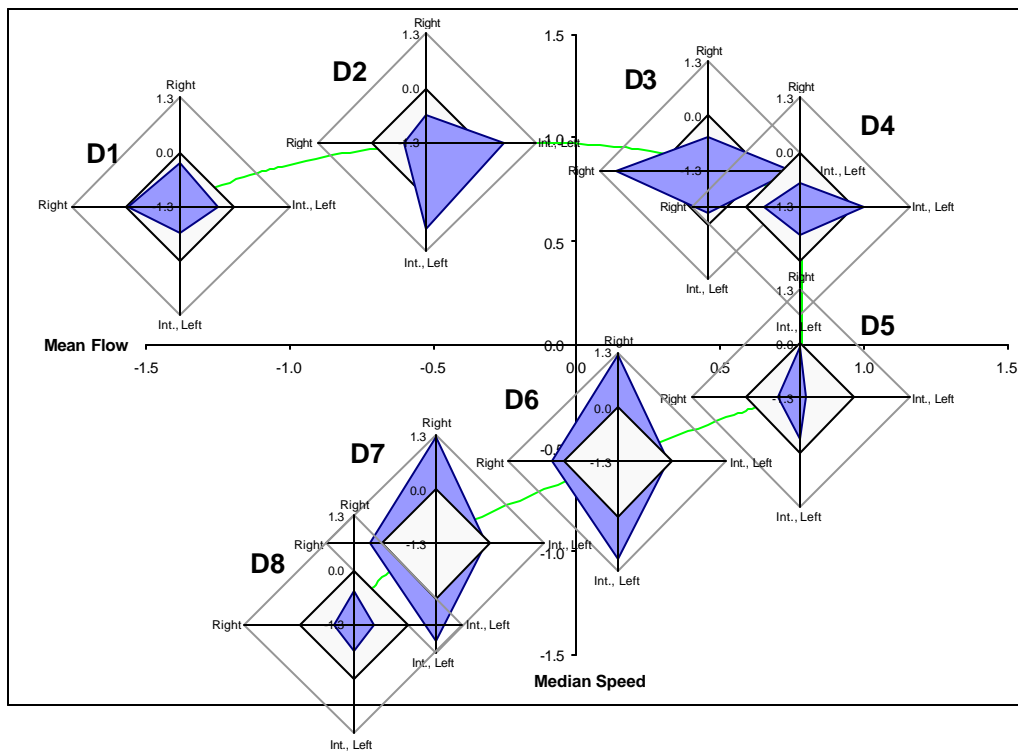 Right
1.3
D2
0.0
Right
.3
Int., Left
Int., Left
1.5
1.0
0.5
0.0
-0.5
-1.0
-1.5
Right
1.3
D3
0.0
Right
-1.3
Int., Left
Int., Left
Right
1.3
D1
0.0
Right
-1.3
Int., Left
Int., Left
Right
1.3
D4
0.0
Right
-1.3
Int., Left
Int., Left
Mean Flow
-1.5
-1.0
-0.5
0.0
0.5
1.0
1.5
Right
1.3
D5
0.0
Right
-1.3
Int., Left
Int., Left
Right
1.3
D6
0.0
Right
-1.3
Int., Left
Int., Left
Right
1.3
D7
0.0
Right
-1.3
Int., Left
Int., Left
1.3
D8
0.0
Right
-1.3
Int., Left
Int., Left
Median Speed